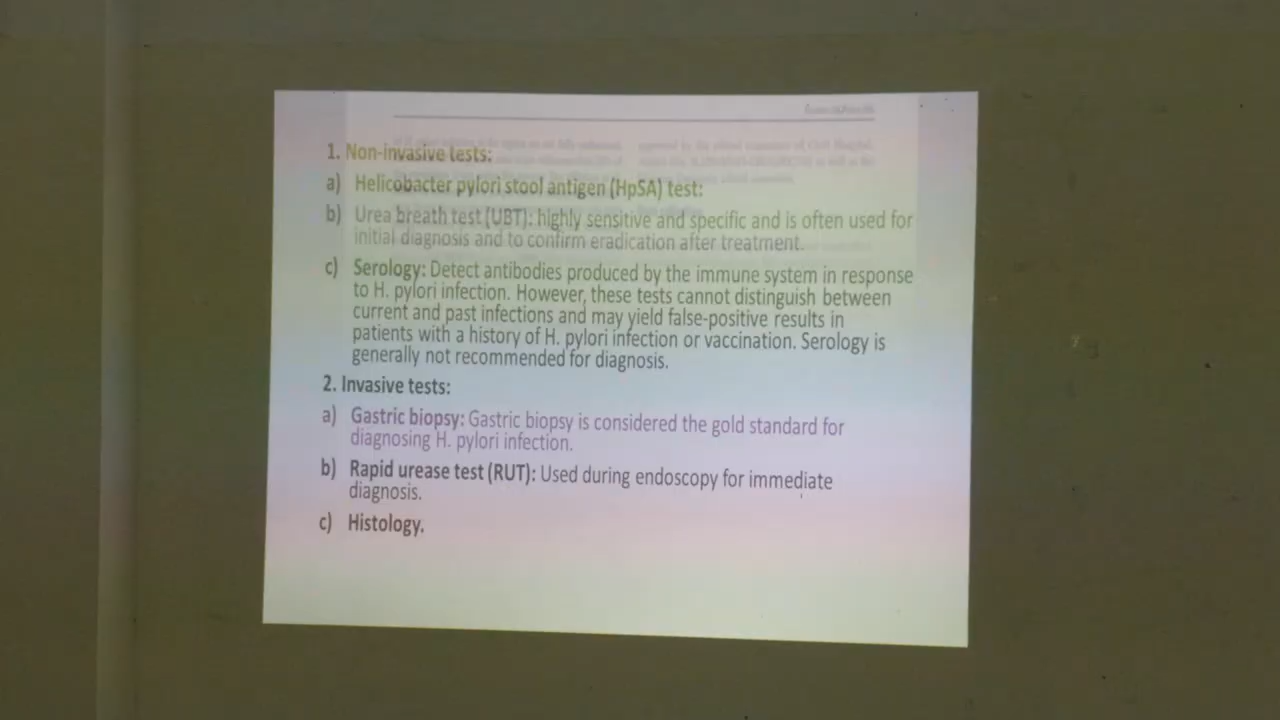 1. Non-invasive tests:
a) Helicobacter pylori stool antigen (HpSA) test:
b) Urea breath test (UBT): highly sensitive and specific and is often used for
initial diagnosis and to confirm eradication after treatment.
c) Serology: Detect antibodies produced by the immune system in response
to H. pylori infection. However, these tests cannot distinguish between
current and past infections and may yield false-positive results in
patients with a history of H. pylori infection or vaccination. Serology is
generally not recommended for diagnosis.
2. Invasive tests:
a) Gastric biopsy: Gastric biopsy is considered the gold standard for
diagnosing H. pylori infection.
b) Rapid urease test (RUT): Used during endoscopy for immediate
diagnosis.
c) Histology.